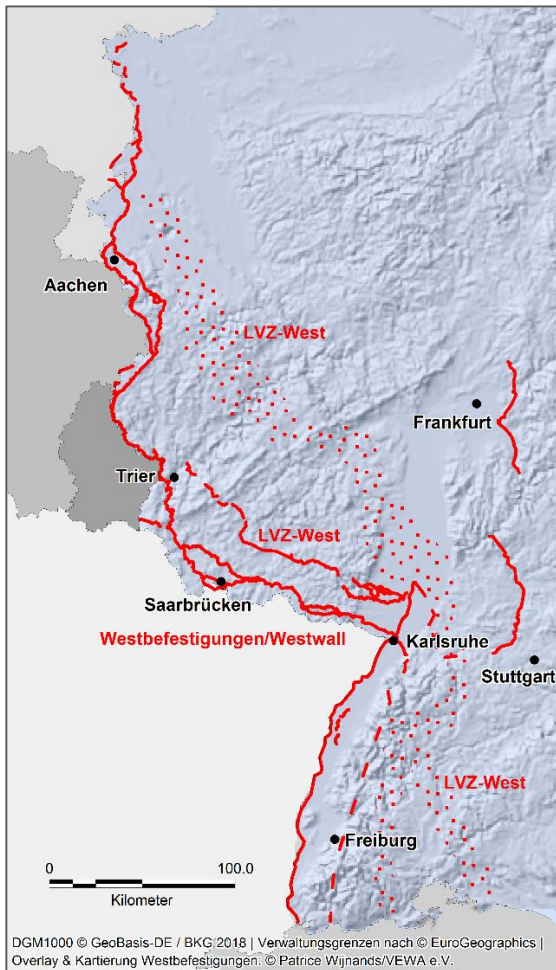 Aachen
LVZ-West
Frankfurt
Trier
LVZ-West
Saarbrücken
Westbefestigungen/Westwall
Karlsruhe
Stuttgart
LVZ-West
Freiburg
0 100.0
Kilometer
DGM1000 © GeoBasis-DE / BKG 2018 | Verwaltungsgrenzen nach © EuroGeographics |
Overlay & Kartierung Westbefestigungen: © Patrice Wijnands/VEWA e.V.